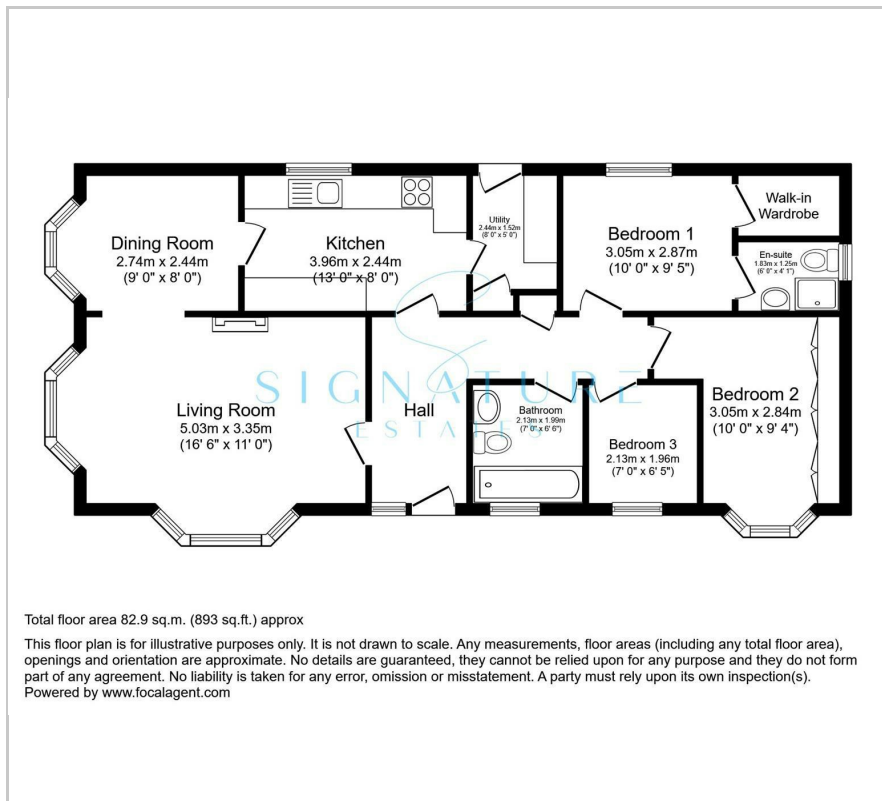 Dining Room
2.74m x 2.44m
(9' 0" x 8' 0")
Kitchen
3.96m x 2.44m
(13' 0" x 8' 0")
Utility
2.44m x 1.52m
(8' 0" x 5' 0")
Bedroom 1
3.05m x 2.87m
(10' 0" x 9' 5")
Walk-in
Wardrobe
En-suite
1.83m x 1.25m
(6' 0" x 4' 1")
Living Room
5.03m x 3.35m
(16' 6" x 11' 0")
Hall
Bathroom
2.13m x 1.99m
(7' 0" x 6' 6")
Bedroom 3
2.13m x 1.96m
(7' 0" x 6' 5")
Bedroom 2
3.05m x 2.84m
(10' 0" x 9' 4")
SIGNATURE
ESTATES
Total floor area 82.9 sq.m. (893 sq.ft.) approx
This floor plan is for illustrative purposes only. It is not drawn to scale. Any measurements, floor areas (including any total floor area),
openings and orientation are approximate. No details are guaranteed, they cannot be relied upon for any purpose and they do not form
part of any agreement. No liability is taken for any error, omission or misstatement. A party must rely upon its own inspection(s).
Powered by www.focalagent.com